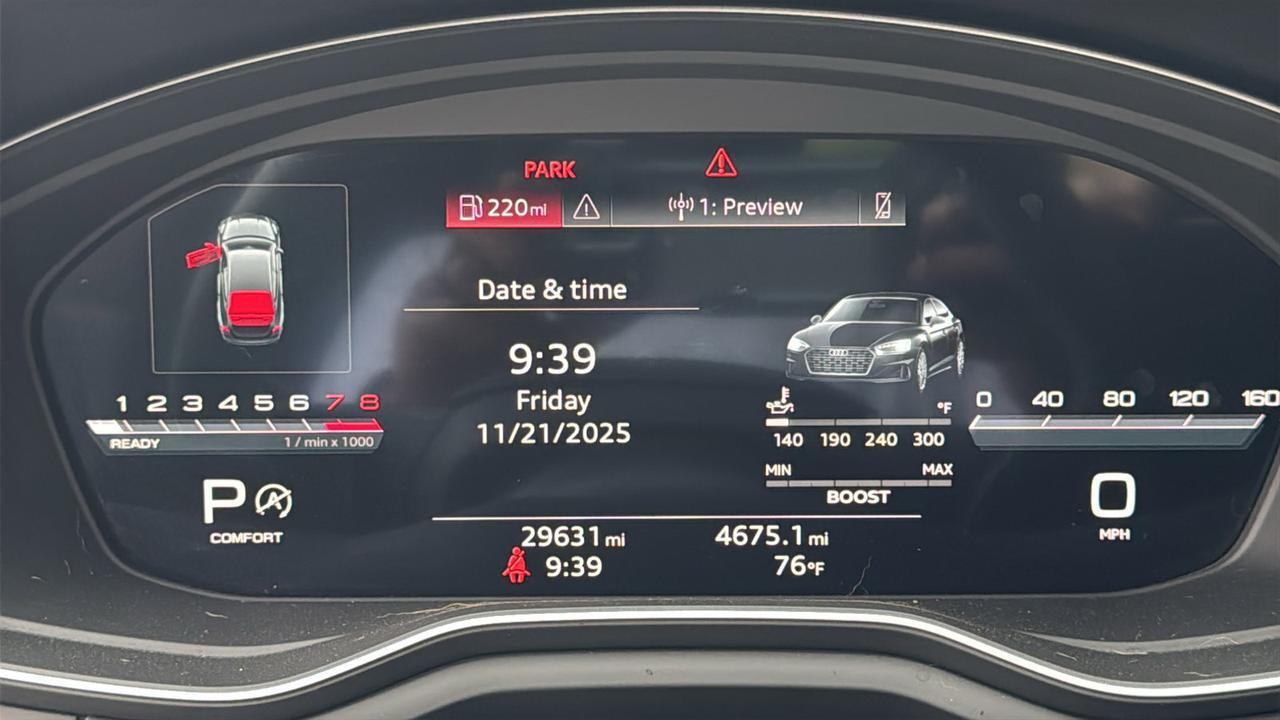 PARK
220 mi
1: Preview
Date & time
9:39
Friday
11/21/2025
1 2 3 4 5 6 7 8
READY
1 / min x 1000
P A
COMFORT
°F
140 190 240 300
MIN MAX
BOOST
0 40 80 120 160
0
MPH
29631 mi
4675.1 mi
9:39
76°F